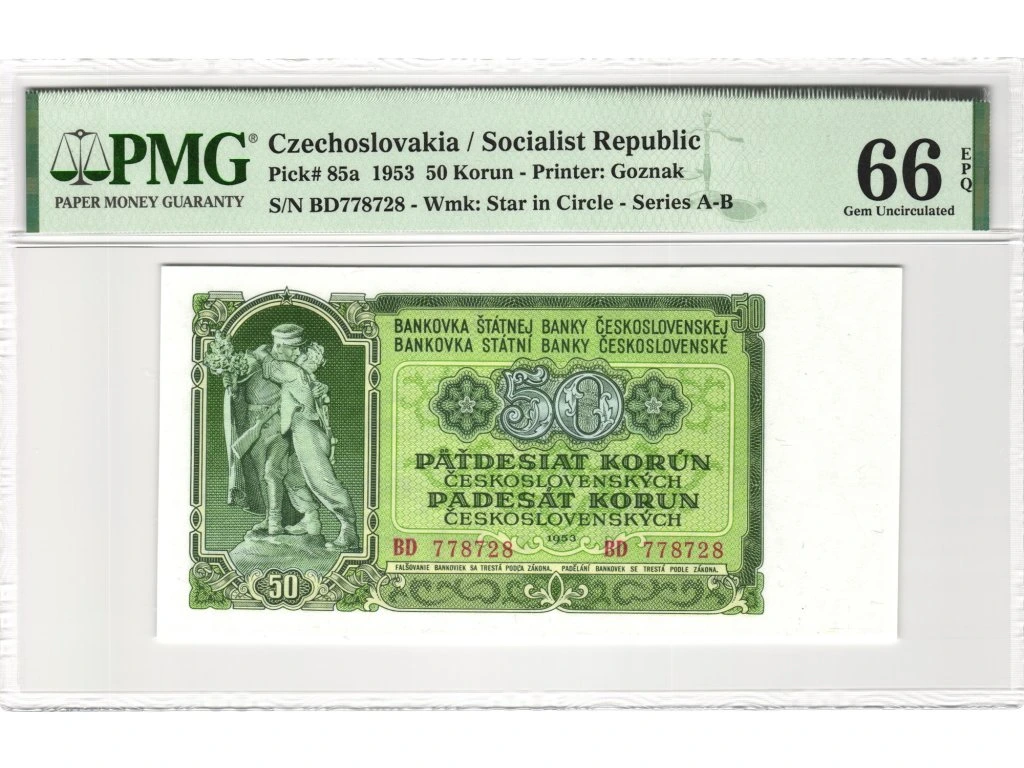 PMG®
PAPER MONEY GUARANTY
Czechoslovakia / Socialist Republic
Pick# 85a 1953 50 Korun - Printer: Goznak
S/N BD778728 - Wmk: Star in Circle - Series A-B
66
EPQ
Gem Uncirculated
50
BANKOVKA ŠTÁTNEJ BANKY ČESKOSLOVENSKEJ
BANKOVKA STÁTNÍ BANKY ČESKOSLOVENSKÉ
50
PÄŤDESIAT KORÚN
ČESKOSLOVENSKÝCH
PADESÁT KORUN
ČESKOSLOVENSKÝCH
1953
BD 778728 BD 778728
FALŠOVANIE BANKOVIEK SA TRESTÁ PODĽA ZÁKONA. PADĚLÁNÍ BANKOVEK SE TRESTÁ PODLE ZÁKONA.
50